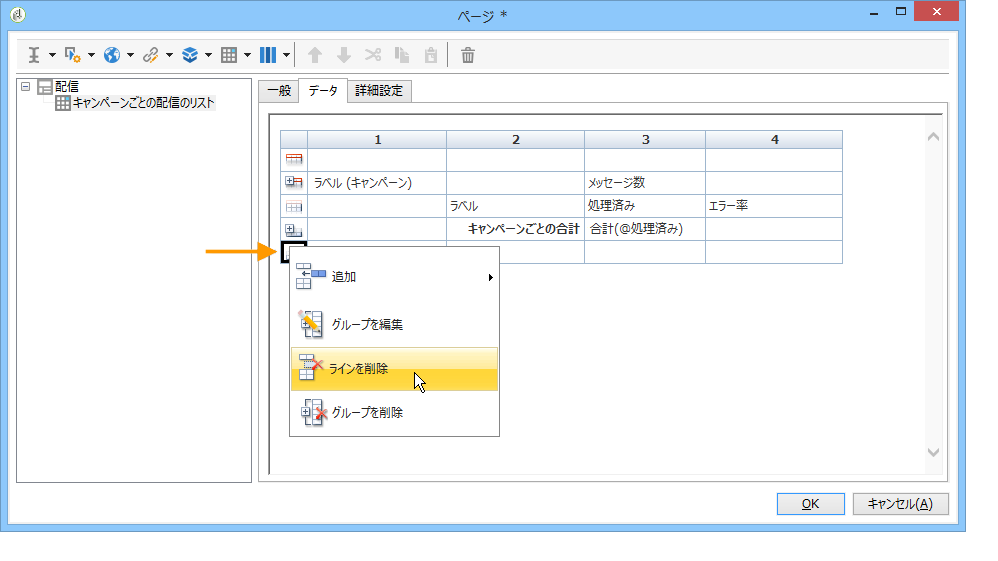 ページ *
配信
キャンペーンごとの配信のリスト
一般 データ 詳細設定
1 2 3 4
ラベル (キャンペーン) メッセージ数
ラベル 処理済み エラー率
キャンペーンごとの合計 合計(@処理済み)
追加
グループを編集
ラインを削除
グループを削除
OK キャンセル(A)